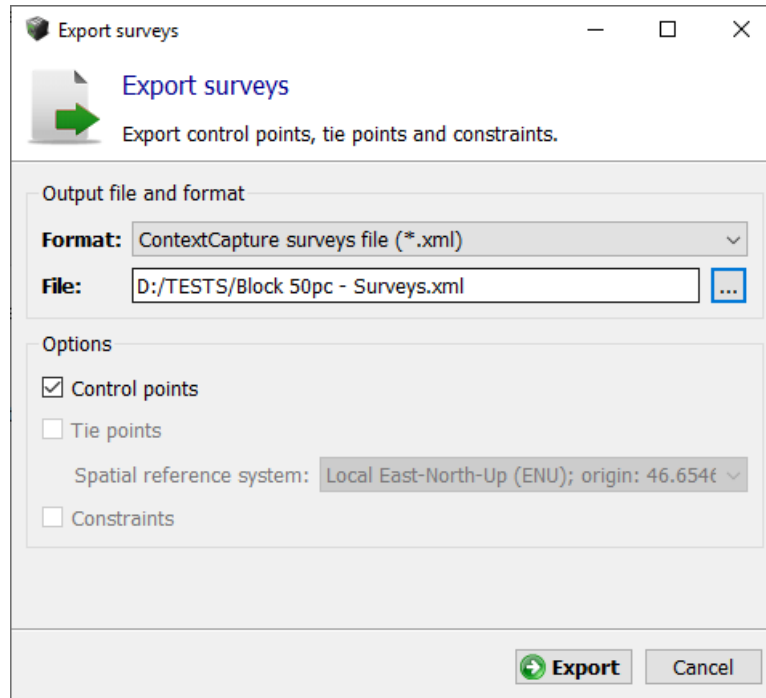 Export surveys
Export surveys
Export control points, tie points and constraints.
Output file and format
Format: ContextCapture surveys file (*.xml)
File: D:/TESTS/Block 50pc - Surveys.xml ...
Options
Control points
Tie points
Spatial reference system: Local East-North-Up (ENU); origin: 46.6546
Constraints
Export Cancel